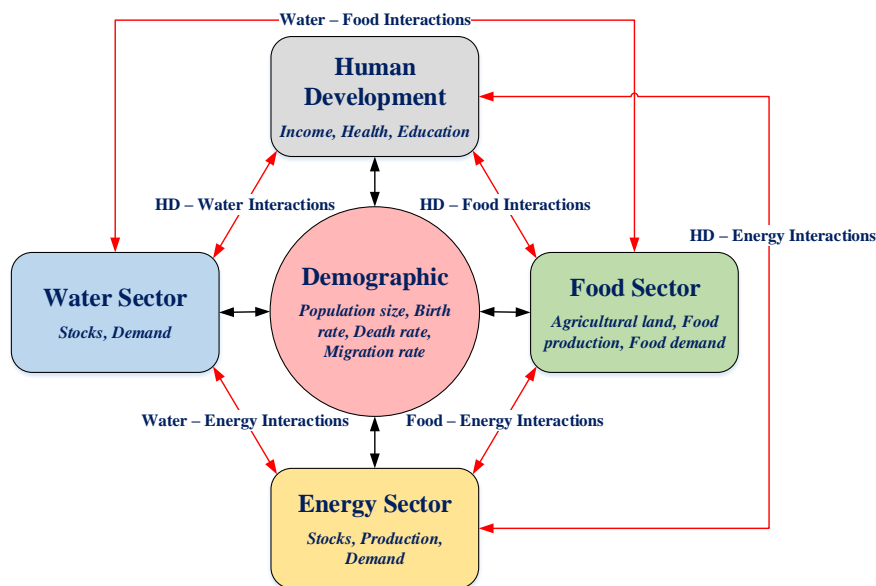 Water – Food Interactions
Human
Development
Income, Health, Education
HD – Water Interactions
HD – Food Interactions
HD – Energy Interactions
Water Sector
Stocks, Demand
Demographic
Population size, Birth
rate, Death rate,
Migration rate
Food Sector
Agricultural land, Food
production, Food demand
Water – Energy Interactions
Food – Energy Interactions
Energy Sector
Stocks, Production,
Demand